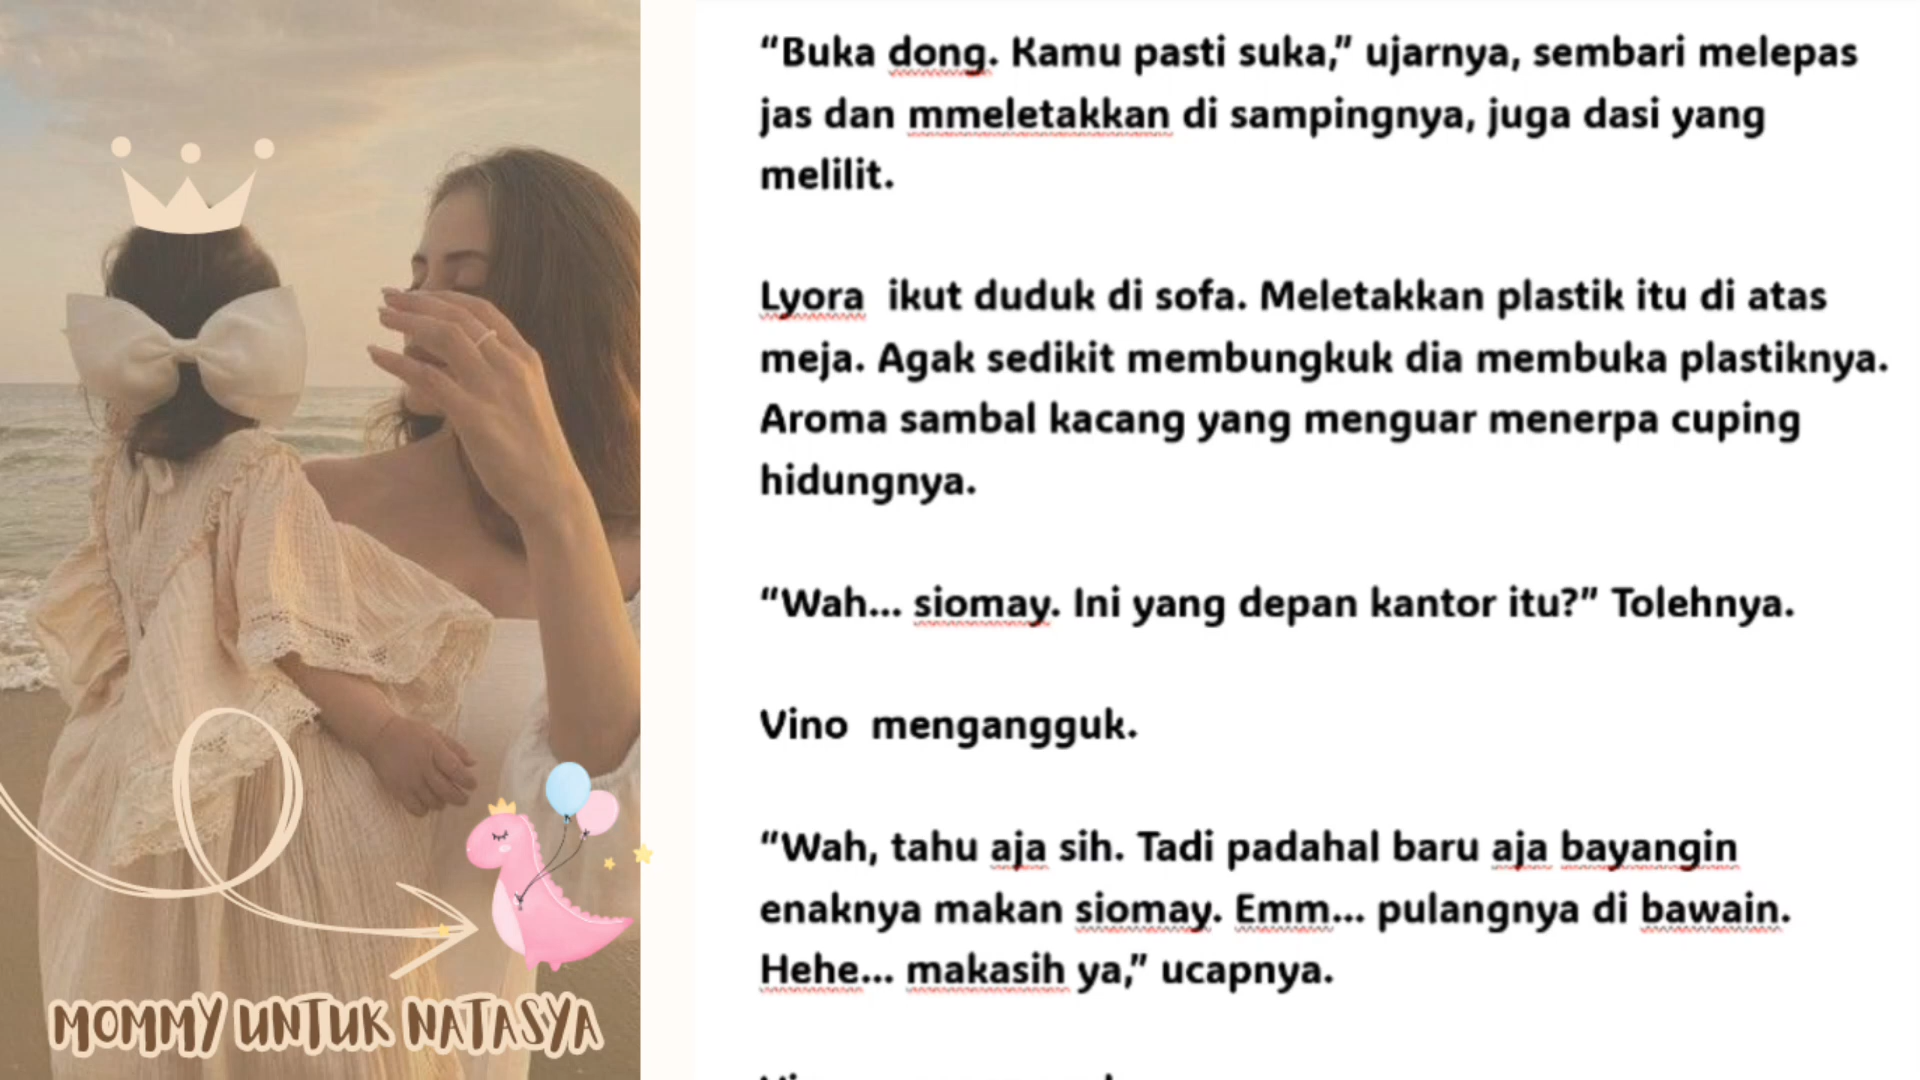 “Buka dong. Kamu pasti suka,” ujarnya, sembari melepas
jas dan mmeletakkan di sampingnya, juga dasi yang
melilit.
Lyora  ikut duduk di sofa. Meletakkan plastik itu di atas
meja. Agak sedikit membungkuk dia membuka plastiknya.
Aroma sambal kacang yang menguar menerpa cuping
hidungnya.
“Wah... siomay. Ini yang depan kantor itu?” Tolehnya.
Vino  mengangguk.
“Wah, tahu aja sih. Tadi padahal baru aja bayangin
enaknya makan siomay. Emm... pulangnya di bawain.
Hehe... makasih ya,” ucapnya.
MOMMY UNTUK NATASYA